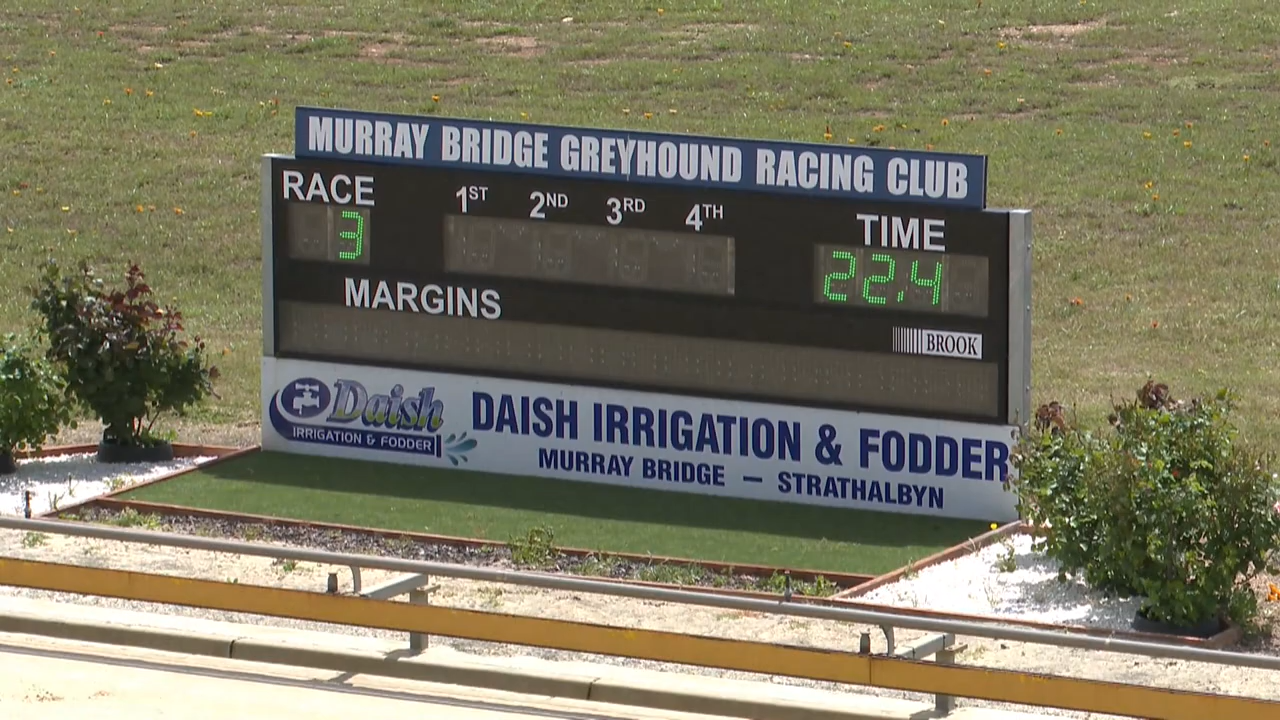 MURRAY BRIDGE GREYHOUND RACING CLUB
RACE 1ST 2ND 3RD 4TH TIME
3 22.4
MARGINS
BROOK
Daish
IRRIGATION & FODDER
DAISH IRRIGATION & FODDER
MURRAY BRIDGE – STRATHALBYN